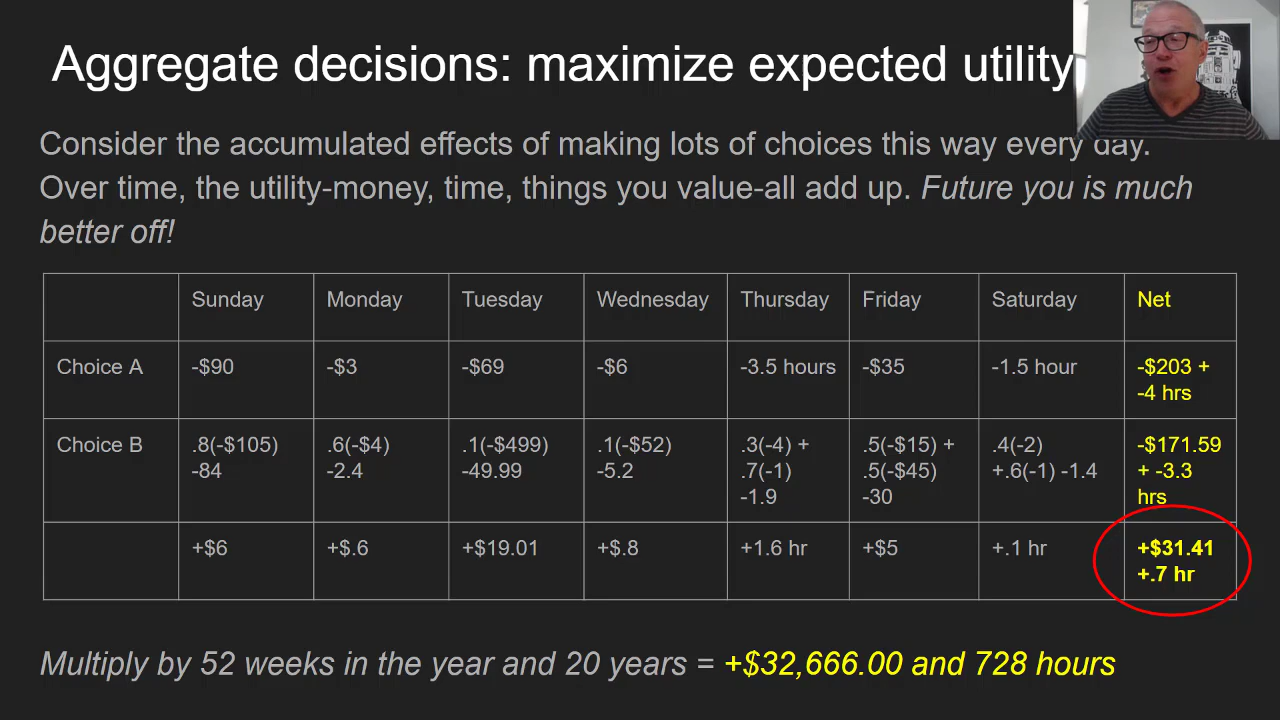 Aggregate decisions: maximize expected utility
Consider the accumulated effects of making lots of choices this way every day.
Over time, the utility-money, time, things you value-all add up. Future you is much
better off!
Sunday Monday Tuesday Wednesday Thursday Friday Saturday Net
Choice A -$90 -$3 -$69 -$6 -3.5 hours -$35 -1.5 hour -$203 +
-4 hrs
Choice B .8(-$105) .6(-$4) .1(-$499) .1(-$52) .3(-4) + .5(-$15) + .4(-2) -$171.59
-84 -2.4 -49.99 -5.2 .7(-1) .5(-$45) +.6(-1) -1.4 + -3.3
-1.9 -30 hrs
+$6 +$.6 +$19.01 +$.8 +1.6 hr +$5 +.1 hr +$31.41
+.7 hr
Multiply by 52 weeks in the year and 20 years = +$32,666.00 and 728 hours